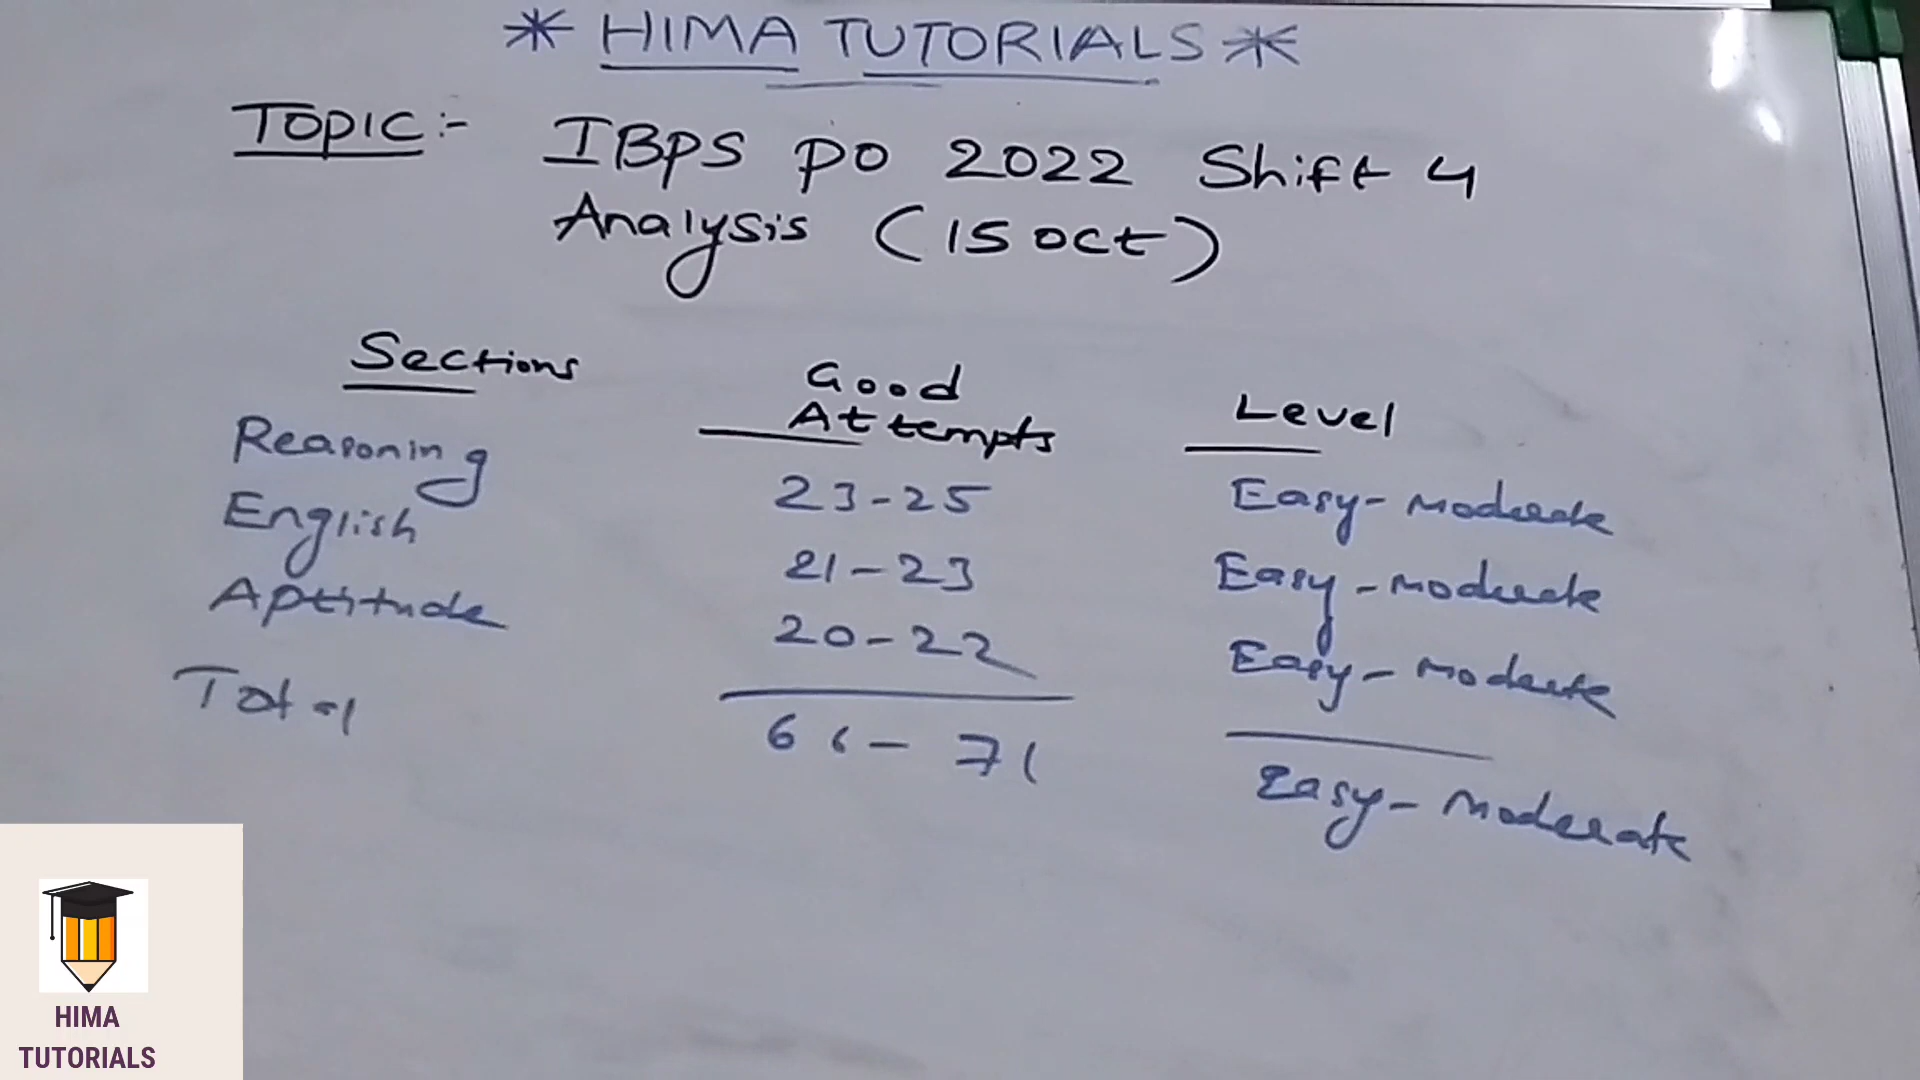 * HIMA TUTORIALS *
TOPIC:- IBPS PO 2022 Shift 4
Analysis (15 Oct)
Sections Good Attempts Level
Reasoning 23-25 Easy-moderate
English 21-23 Easy-moderate
Aptitude 20-22 Easy-moderate
Total 66-71 Easy-Moderate
HIMA
TUTORIALS